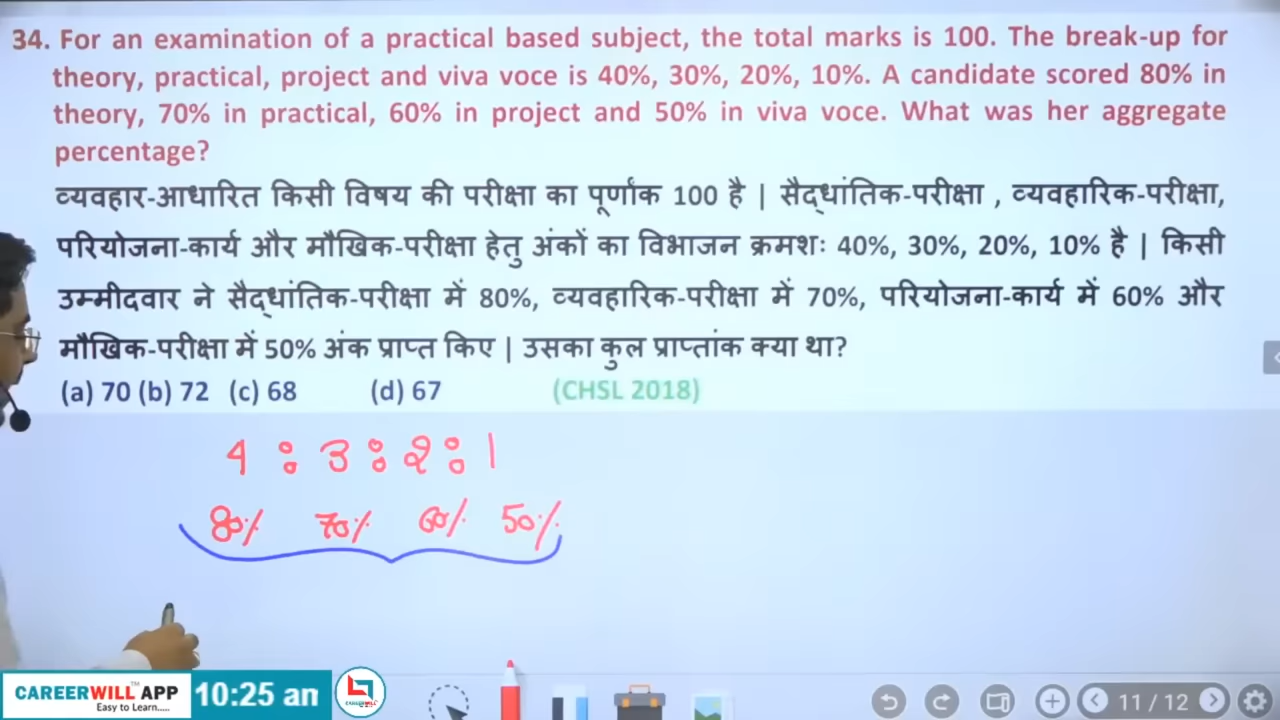 34. For an examination of a practical based subject, the total marks is 100. The break-up for
theory, practical, project and viva voce is 40%, 30%, 20%, 10%. A candidate scored 80% in
theory, 70% in practical, 60% in project and 50% in viva voce. What was her aggregate
percentage?
व्यवहार-आधारित किसी विषय की परीक्षा का पूर्णांक 100 है | सैद्धांतिक-परीक्षा , व्यवहारिक-परीक्षा,
परियोजना-कार्य और मौखिक-परीक्षा हेतु अंकों का विभाजन क्रमशः 40%, 30%, 20%, 10% है | किसी
उम्मीदवार ने सैद्धांतिक-परीक्षा में 80%, व्यवहारिक-परीक्षा में 70%, परियोजना-कार्य में 60% और
मौखिक-परीक्षा में 50% अंक प्राप्त किए | उसका कुल प्राप्तांक क्या था?
(a) 70 (b) 72 (c) 68 (d) 67 (CHSL 2018)
4 : 3 : 2 : 1
80% 70% 60% 50%
CAREERWILL™ APP
Easy to Learn.....
10:25 an
CAREERWILL
11 / 12